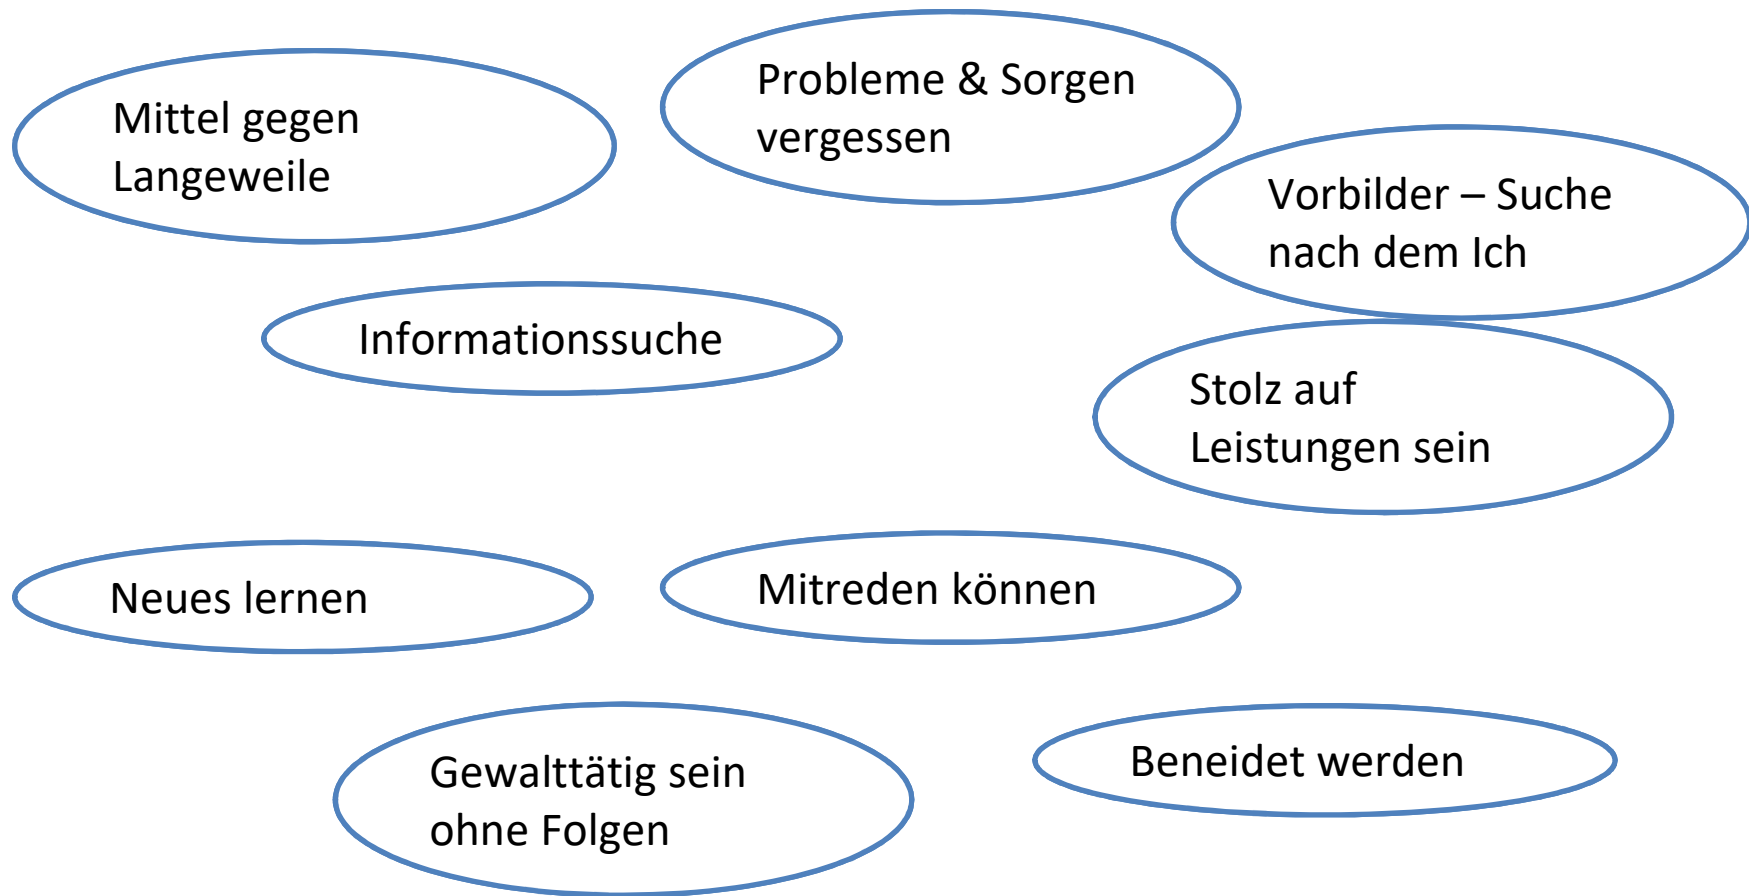 Mittel gegen
Langeweile
Probleme & Sorgen
vergessen
Vorbilder – Suche
nach dem Ich
Informationssuche
Stolz auf
Leistungen sein
Neues lernen
Mitreden können
Gewalttätig sein
ohne Folgen
Beneidet werden